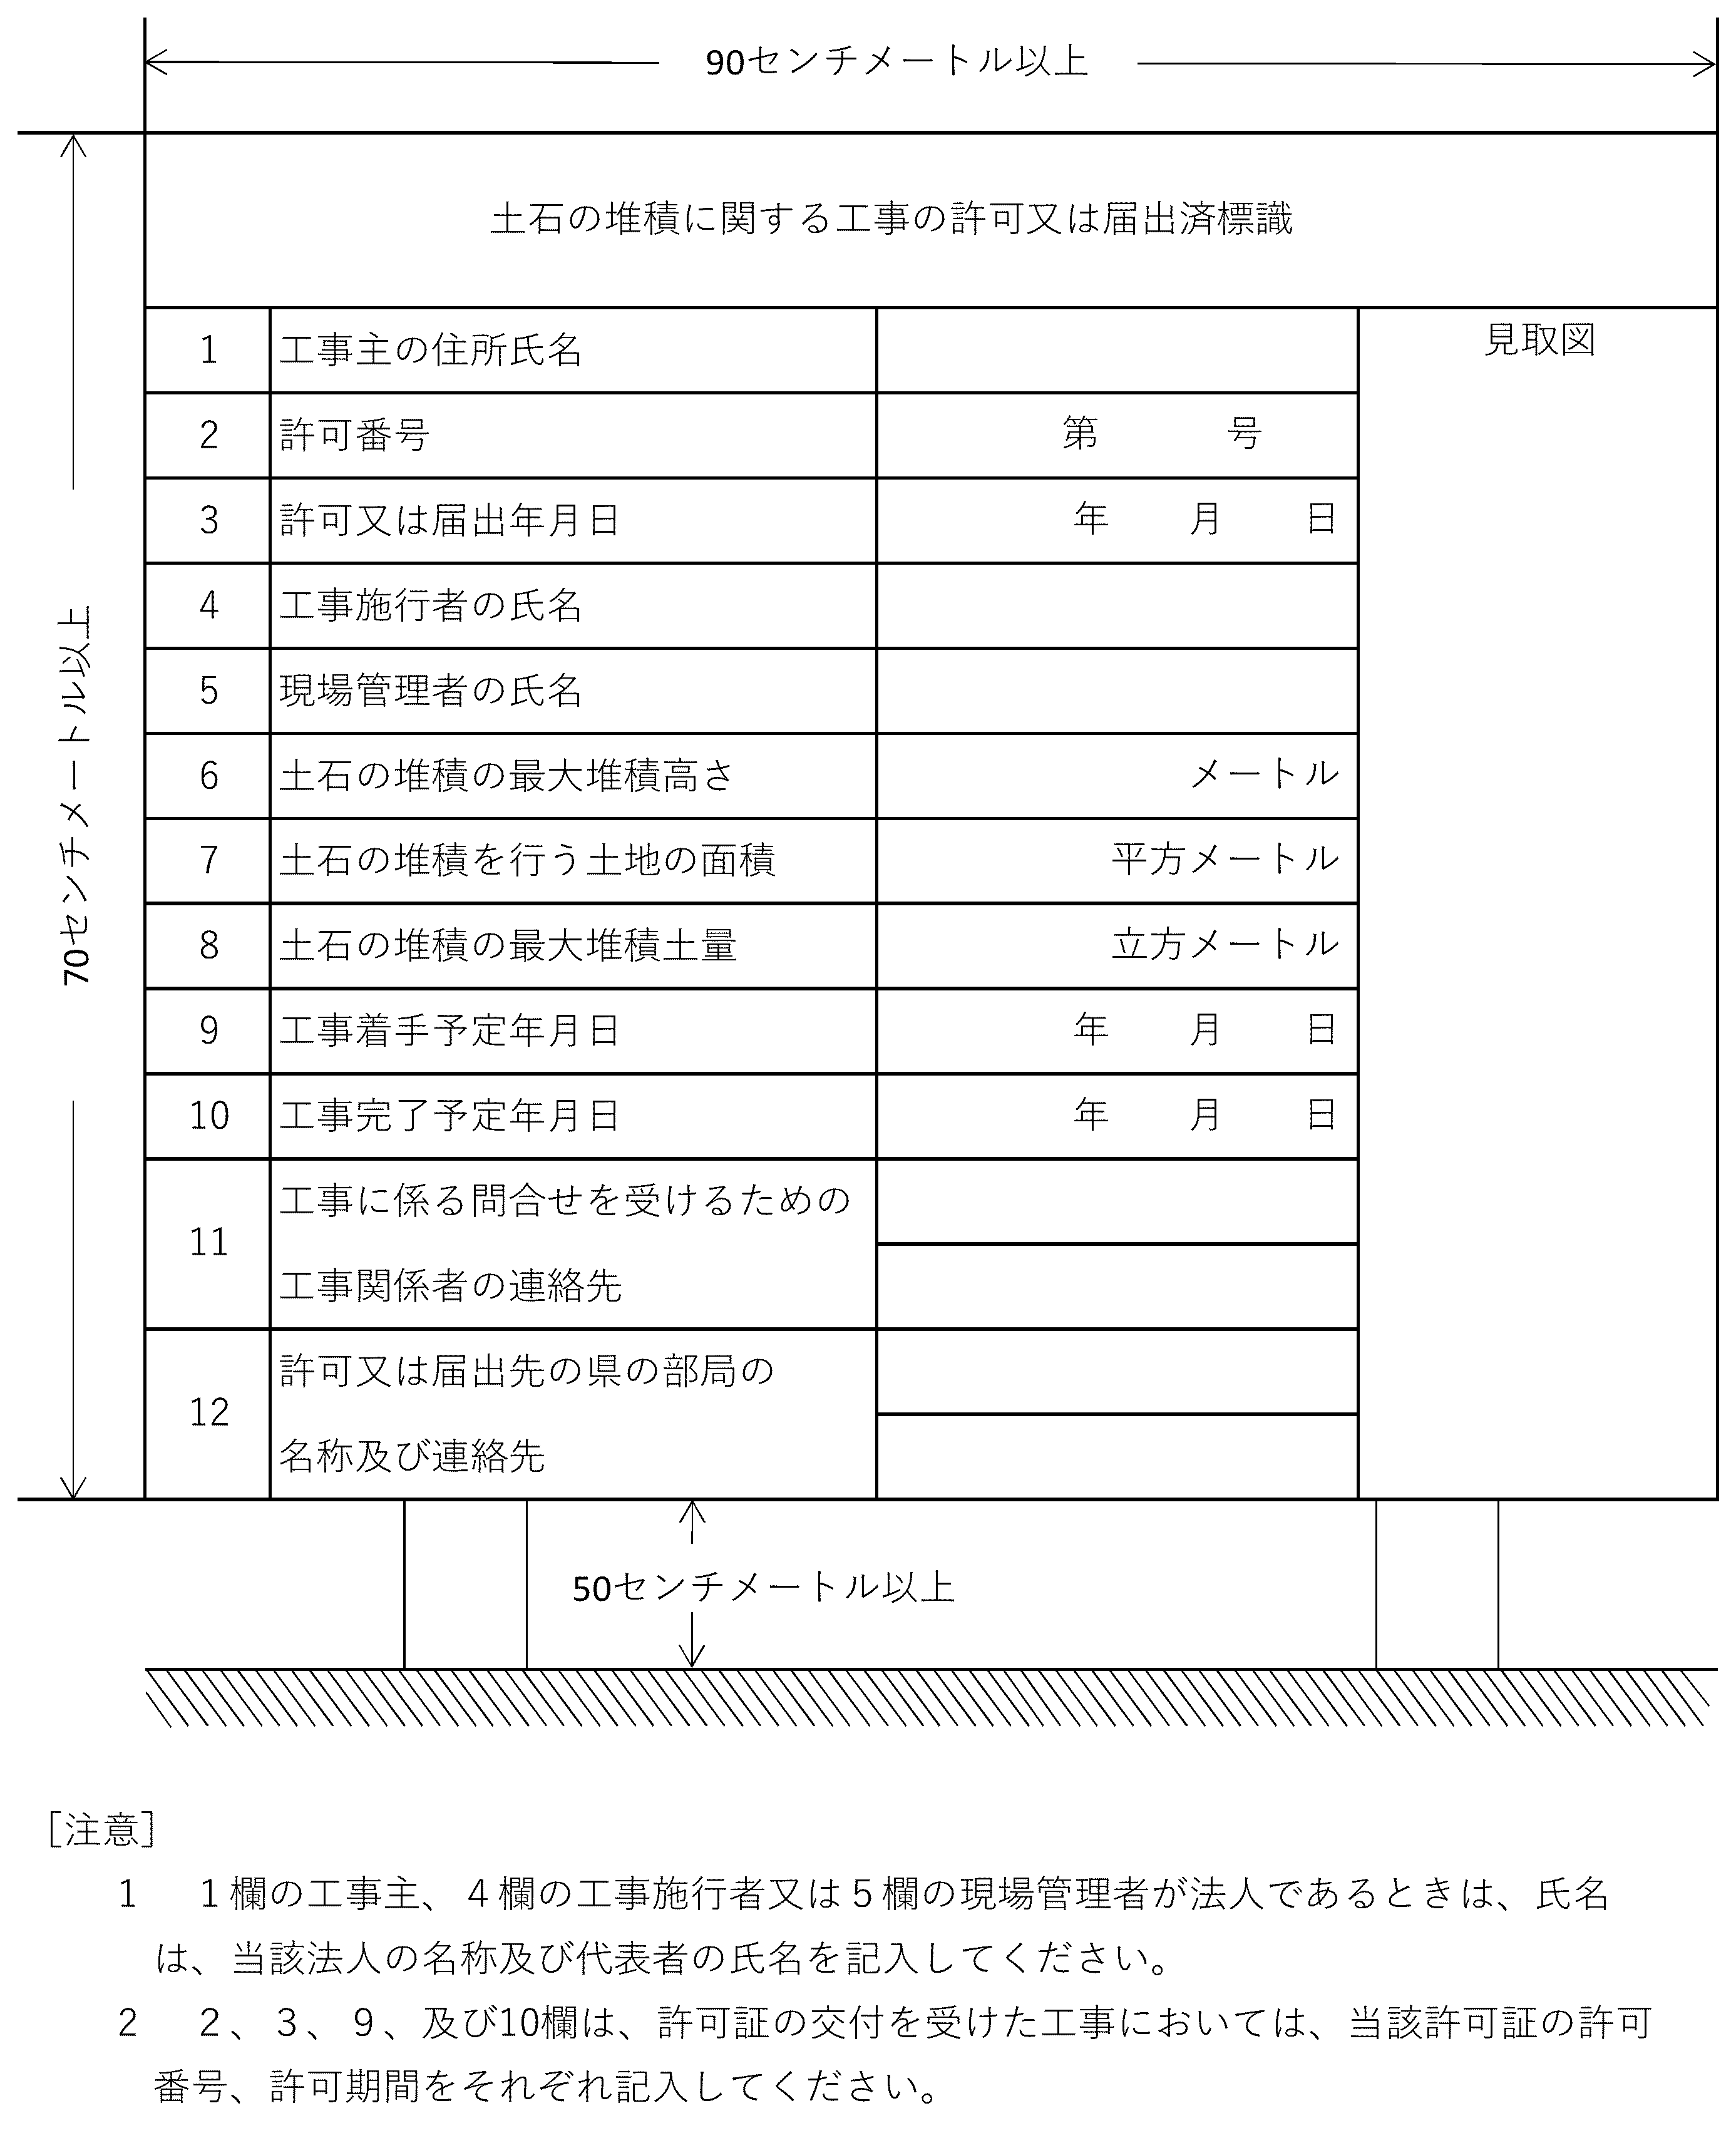 90センチメートル以上
70センチメートル以上
土石の堆積に関する工事の許可又は届出済標識
1 工事主の住所氏名 見取図
2 許可番号 第 号
3 許可又は届出年月日 年 月 日
4 工事施行者の氏名
5 現場管理者の氏名
6 土石の堆積の最大堆積高さ メートル
7 土石の堆積を行う土地の面積 平方メートル
8 土石の堆積の最大堆積土量 立方メートル
9 工事着手予定年月日 年 月 日
10 工事完了予定年月日 年 月 日
11 工事に係る問合せを受けるための
工事関係者の連絡先
12 許可又は届出先の県の部局の
名称及び連絡先
50センチメートル以上
［注意］
1 １欄の工事主、４欄の工事施行者又は５欄の現場管理者が法人であるときは、氏名
は、当該法人の名称及び代表者の氏名を記入してください。
2 ２、３、９、及び10欄は、許可証の交付を受けた工事においては、当該許可証の許可
番号、許可期間をそれぞれ記入してください。